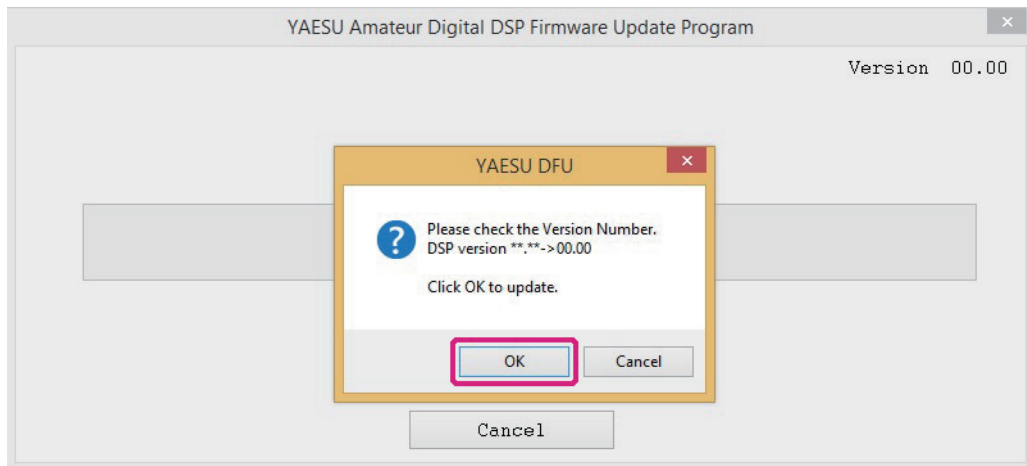 YAESU Amateur Digital DSP Firmware Update Program
Version 00.00
YAESU DFU
Please check the Version Number.
DSP version **.**->00.00
Click OK to update.
OK Cancel
Cancel